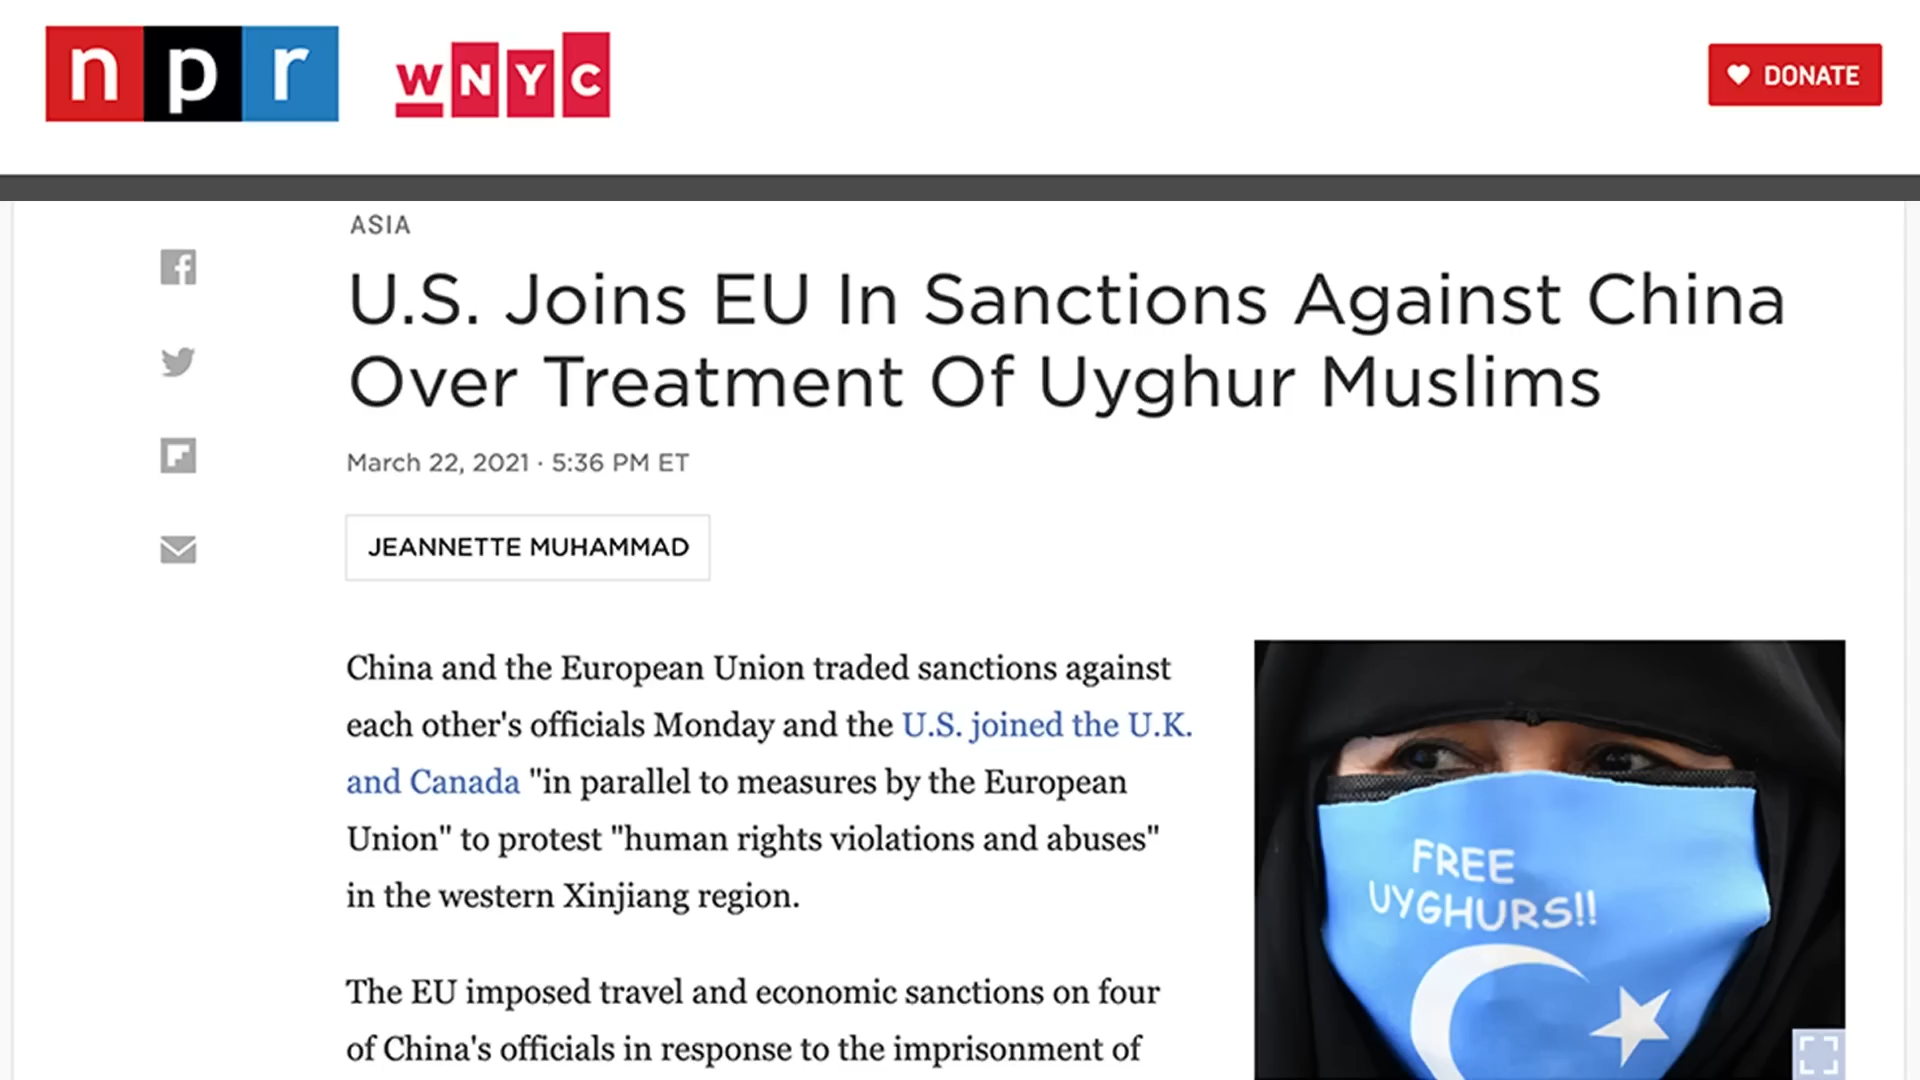 npr WNYC DONATE
ASIA
U.S. Joins EU In Sanctions Against China
Over Treatment Of Uyghur Muslims
March 22, 2021 · 5:36 PM ET
JEANNETTE MUHAMMAD
China and the European Union traded sanctions against
each other's officials Monday and the U.S. joined the U.K.
and Canada "in parallel to measures by the European
Union" to protest "human rights violations and abuses"
in the western Xinjiang region.
The EU imposed travel and economic sanctions on four
of China's officials in response to the imprisonment of
FREE
UYGHURS!!